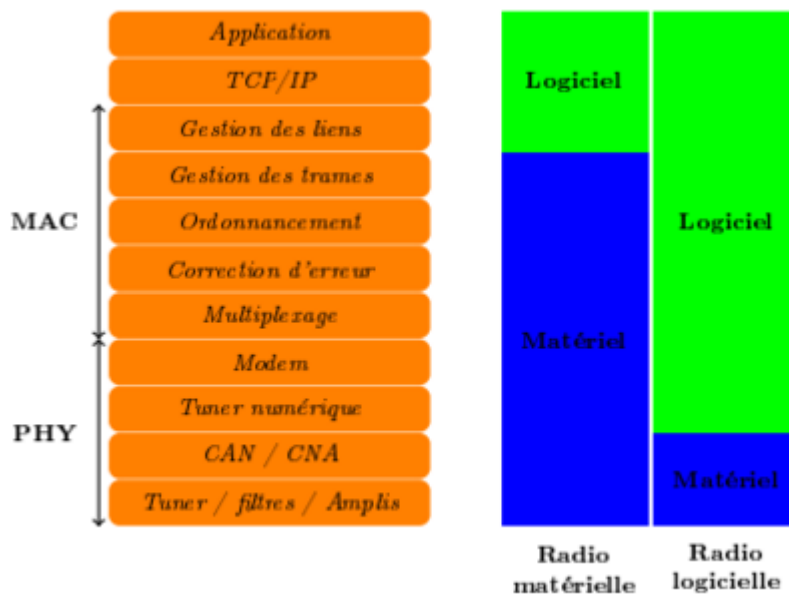 Application
TCP/IP
Gestion des liens
Gestion des trames
Ordonnancement
Correction d'erreur
Multiplexage
Modem
Tuner numérique
CAN / CNA
Tuner / filtres / Amplis
MAC
PHY
Logiciel
Matériel
Logiciel
Matériel
Radio
matérielle
Radio
logicielle